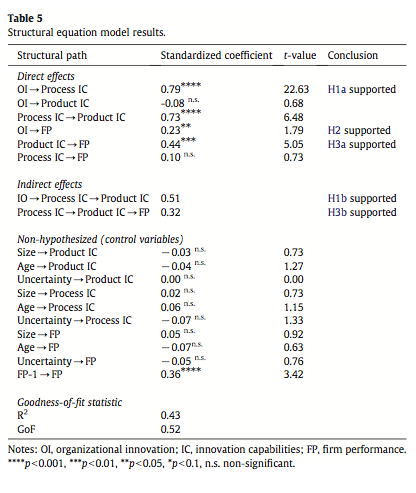 Table 5
Structural equation model results.
Structural path Standardized coefficient t-value Conclusion
Direct effects
OI→Process IC 0.79**** 22.63 H1a supported
OI→Product IC -0.08 n.s. 0.68
Process IC→Product IC 0.73**** 6.48
OI→FP 0.23** 1.79 H2 supported
Product IC→FP 0.44*** 5.05 H3a supported
Process IC→FP 0.10 n.s. 0.73
Indirect effects
IO→Process IC→Product IC 0.51 H1b supported
Process IC→Product IC→FP 0.32 H3b supported
Non-hypothesized (control variables)
Size→Product IC −0.03 n.s. 0.73
Age→Product IC −0.04 n.s. 1.27
Uncertainty→Product IC 0.00 n.s. 0.00
Size→Process IC 0.02 n.s. 0.73
Age→Process IC 0.06 n.s. 1.15
Uncertainty→Process IC −0.07 n.s. 1.33
Size→FP 0.05 n.s. 0.92
Age→FP −0.07n.s. 0.63
Uncertainty→FP −0.05 n.s. 0.76
FP-1→FP 0.36**** 3.42
Goodness-of-fit statistic
R² 0.43
GoF 0.52
Notes: OI, organizational innovation; IC, innovation capabilities; FP, firm performance.
****p<0.001, ***p<0.01, **p<0.05, *p<0.1, n.s. non-significant.